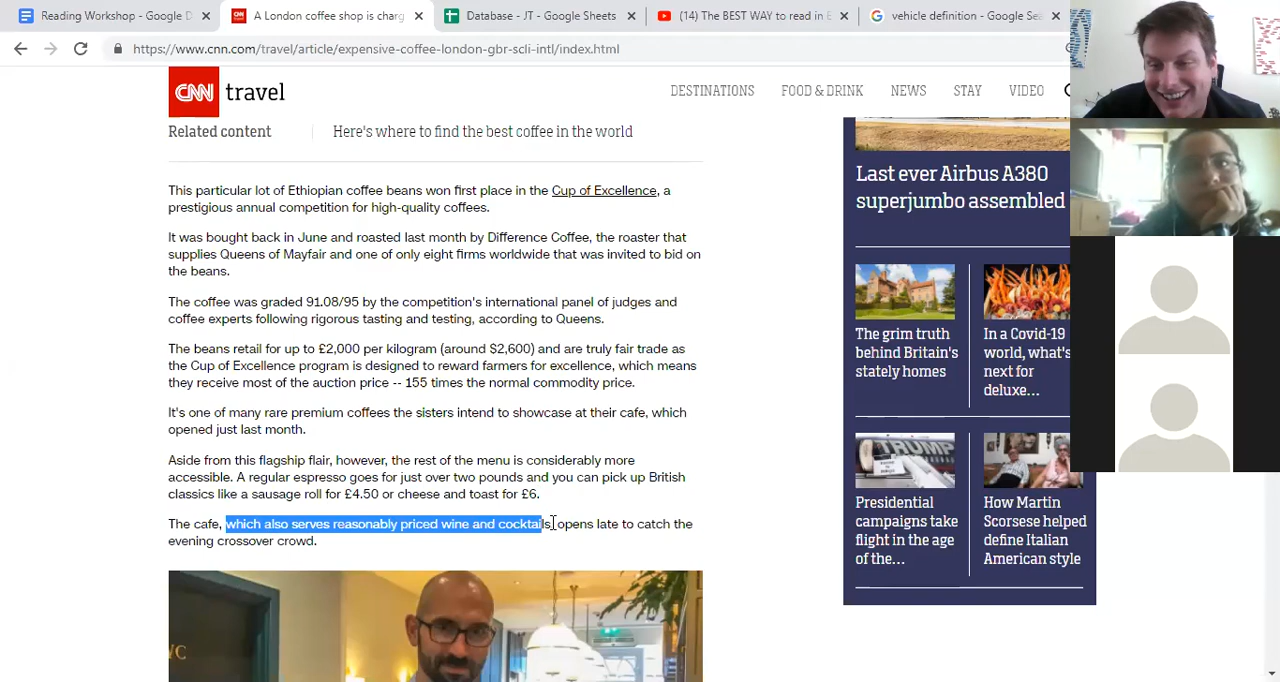 Reading Workshop - Google D
A London coffee shop is charg
Database - JT - Google Sheets
(14) The BEST WAY to read in E
vehicle definition - Google Sea
https://www.cnn.com/travel/article/expensive-coffee-london-gbr-scli-intl/index.html
CNN travel
DESTINATIONS FOOD & DRINK NEWS STAY VIDEO
Related content Here's where to find the best coffee in the world
This particular lot of Ethiopian coffee beans won first place in the Cup of Excellence, a
prestigious annual competition for high-quality coffees.
It was bought back in June and roasted last month by Difference Coffee, the roaster that
supplies Queens of Mayfair and one of only eight firms worldwide that was invited to bid on
the beans.
The coffee was graded 91.08/95 by the competition's international panel of judges and
coffee experts following rigorous tasting and testing, according to Queens.
The beans retail for up to £2,000 per kilogram (around $2,600) and are truly fair trade as
the Cup of Excellence program is designed to reward farmers for excellence, which means
they receive most of the auction price -- 155 times the normal commodity price.
It's one of many rare premium coffees the sisters intend to showcase at their cafe, which
opened just last month.
Aside from this flagship flair, however, the rest of the menu is considerably more
accessible. A regular espresso goes for just over two pounds and you can pick up British
classics like a sausage roll for £4.50 or cheese and toast for £6.
The cafe, which also serves reasonably priced wine and cocktails, opens late to catch the
evening crossover crowd.
Last ever Airbus A380
superjumbo assembled
The grim truth
behind Britain's
stately homes
In a Covid-19
world, what's
next for
deluxe...
TRUMP
Presidential
campaigns take
flight in the age
of the...
How Martin
Scorsese helped
define Italian
American style
WC